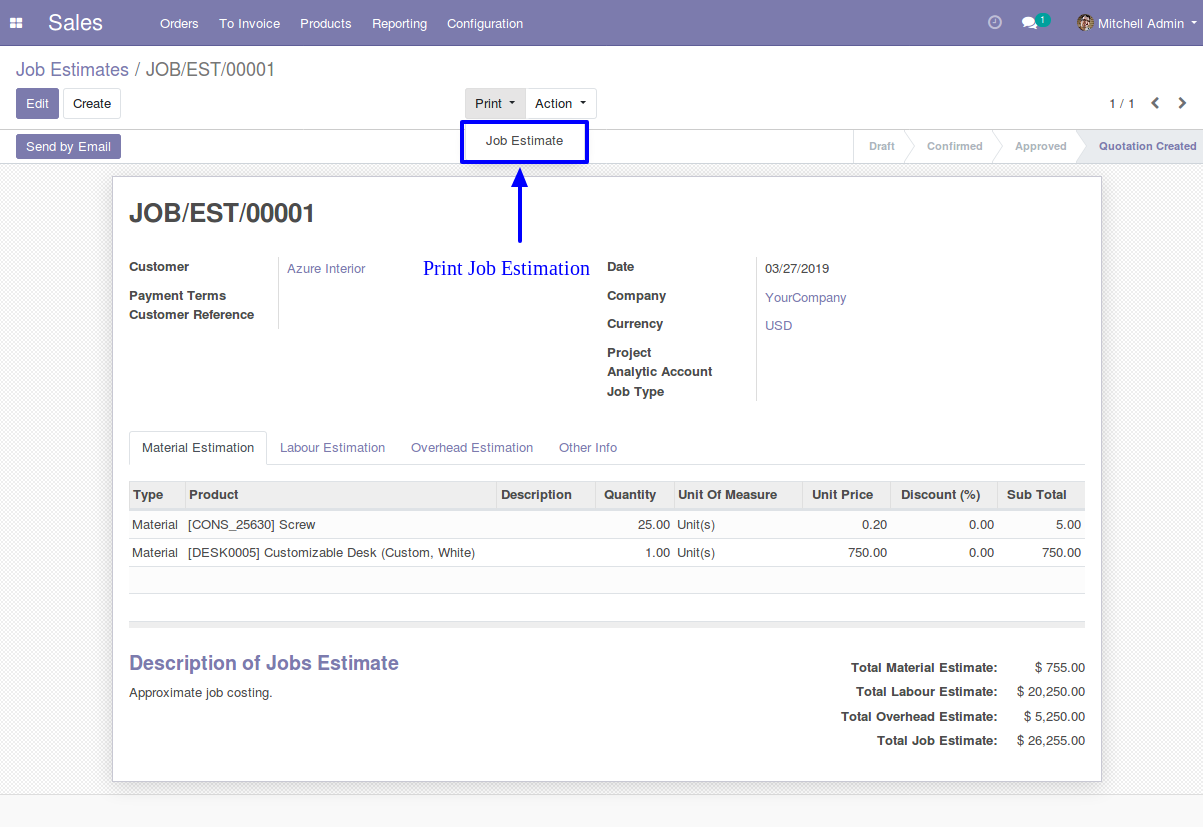 Sales Orders To Invoice Products Reporting Configuration 1 Mitchell Admin
Job Estimates / JOB/EST/00001
Edit Create Print Action 1 / 1
Send by Email Job Estimate Draft Confirmed Approved Quotation Created
JOB/EST/00001
Customer Azure Interior Print Job Estimation Date 03/27/2019
Payment Terms Company YourCompany
Customer Reference Currency USD
Project
Analytic Account
Job Type
Material Estimation Labour Estimation Overhead Estimation Other Info
Type Product Description Quantity Unit Of Measure Unit Price Discount (%) Sub Total
Material [CONS_25630] Screw 25.00 Unit(s) 0.20 0.00 5.00
Material [DESK0005] Customizable Desk (Custom, White) 1.00 Unit(s) 750.00 0.00 750.00
Description of Jobs Estimate
Approximate job costing.
Total Material Estimate: $ 755.00
Total Labour Estimate: $ 20,250.00
Total Overhead Estimate: $ 5,250.00
Total Job Estimate: $ 26,255.00